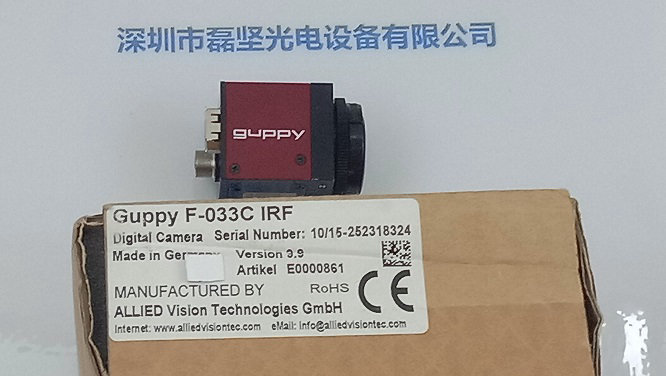 深圳市磊坚光电设备有限公司
guppy
Guppy F-033C IRF
Digital Camera Serial Number: 10/15-252318324
Made in Germany Version 3.9
Artikel E0000861
MANUFACTURED BY RoHS
ALLIED Vision Technologies GmbH CE
Internet: www.alliedvisiontec.com eMail: info@alliedvisiontec.com